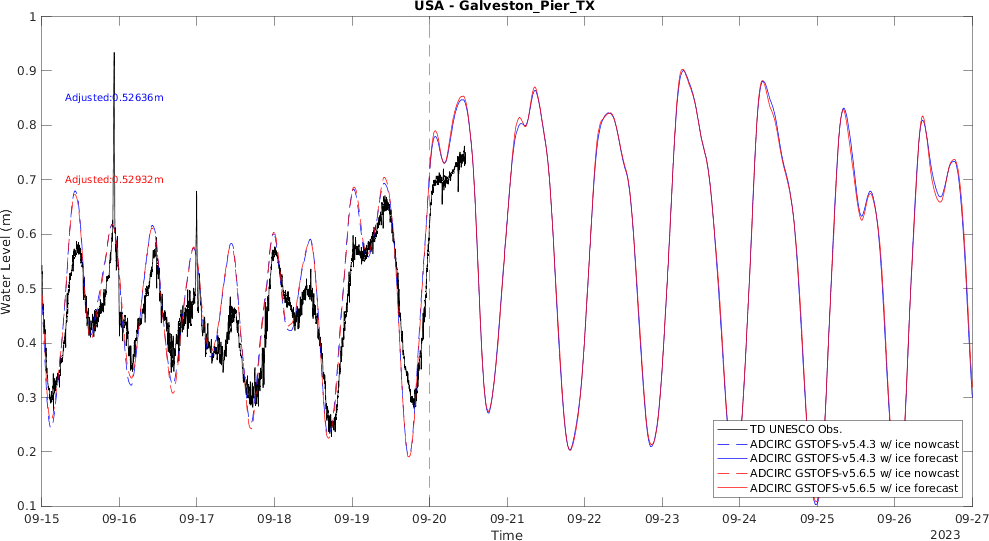 USA - Galveston_Pier_TX
1
0.9
0.8
0.7
0.6
0.5
0.4
0.3
0.2
0.1
Water Level (m)
Adjusted:0.52636m
Adjusted:0.52932m
TD UNESCO Obs.
ADCIRC GSTOFS-v5.4.3 w/ ice nowcast
ADCIRC GSTOFS-v5.4.3 w/ ice forecast
ADCIRC GSTOFS-v5.6.5 w/ ice nowcast
ADCIRC GSTOFS-v5.6.5 w/ ice forecast
09-15 09-16 09-17 09-18 09-19 09-20 09-21 09-22 09-23 09-24 09-25 09-26 09-27
Time
2023